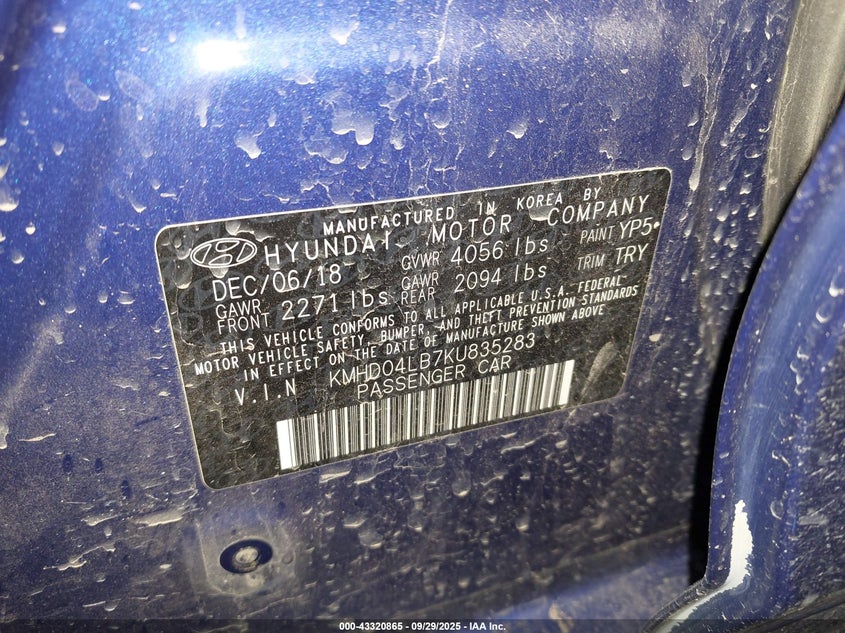 MANUFACTURED IN KOREA BY
HYUNDAI MOTOR COMPANY
DEC/06/18 GVWR 4056 lbs PAINT YP5
GAWR FRONT 2271 lbs GAWR REAR 2094 lbs TRIM TRY
THIS VEHICLE CONFORMS TO ALL APPLICABLE U.S.A. FEDERAL
MOTOR VEHICLE SAFETY, BUMPER, AND THEFT PREVENTION STANDARDS
IN EFFECT ON THE DATE OF MANUFACTURE SHOWN ABOVE
V.I.N KMHD04LB7KU835283
PASSENGER CAR
000-43320865 - 09/29/2025 - IAA Inc.